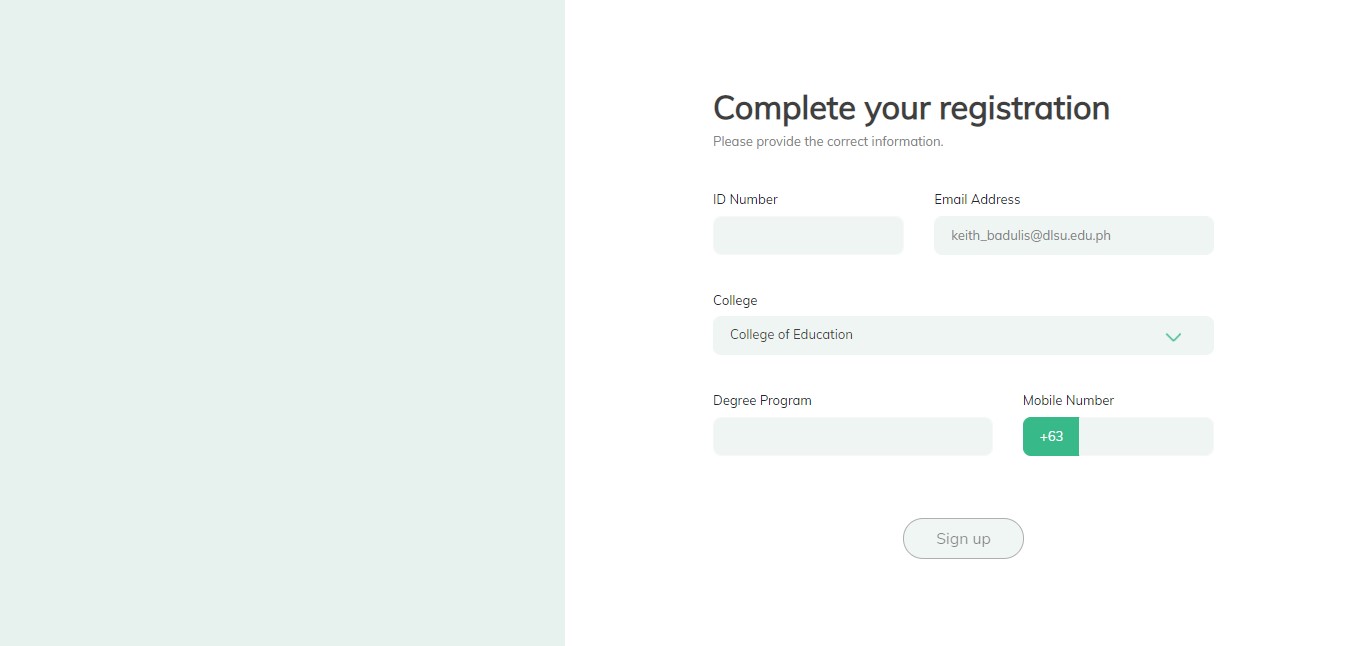 Complete your registration
Please provide the correct information.
ID Number
Email Address
keith_badulis@dlsu.edu.ph
College
College of Education
Degree Program
Mobile Number
+63
Sign up